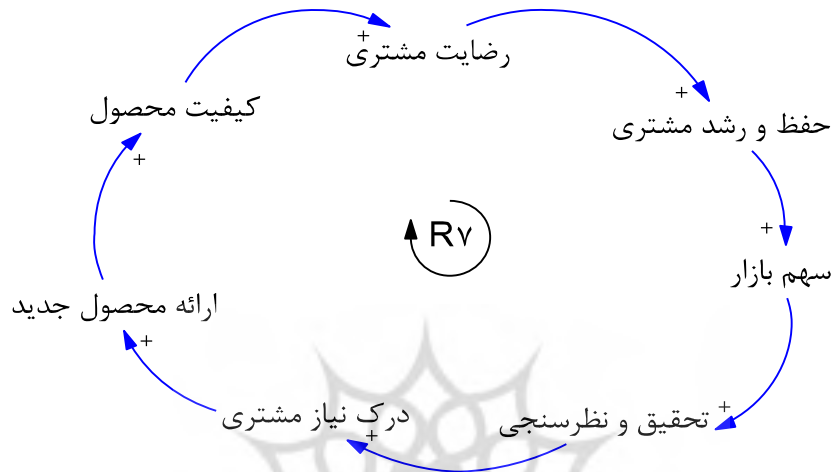 رضایت مشتری
+
حفظ و رشد مشتری
+
کیفیت محصول
+
+
سهم بازار
+
R۷
ارائه محصول جدید
+
تحقیق و نظرسنجی
+
درک نیاز مشتری
+